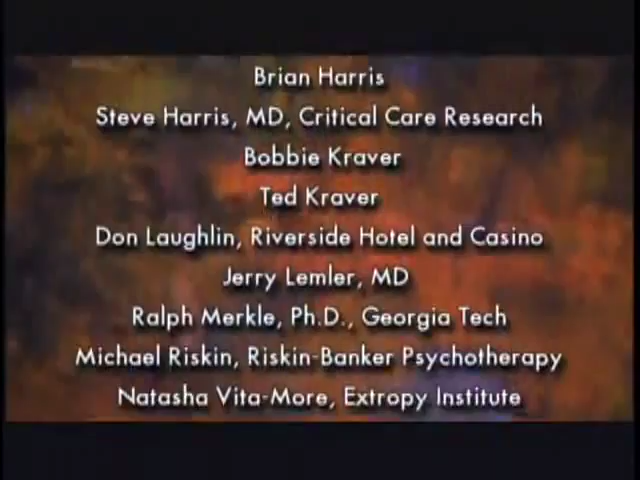 Brian Harris
Steve Harris, MD, Critical Care Research
Bobbie Kraver
Ted Kraver
Don Laughlin, Riverside Hotel and Casino
Jerry Lemler, MD
Ralph Merkle, Ph.D., Georgia Tech
Michael Riskin, Riskin-Banker Psychotherapy
Natasha Vita-More, Extropy Institute